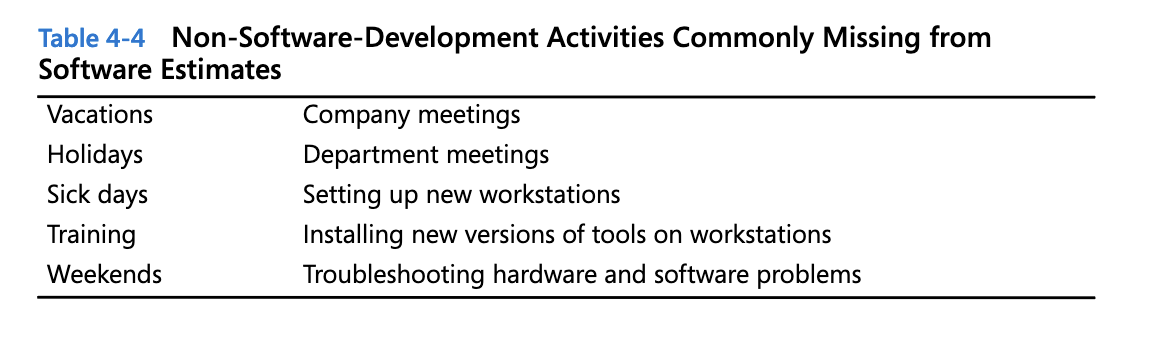 Table 4-4 Non-Software-Development Activities Commonly Missing from
Software Estimates
Vacations Company meetings
Holidays Department meetings
Sick days Setting up new workstations
Training Installing new versions of tools on workstations
Weekends Troubleshooting hardware and software problems